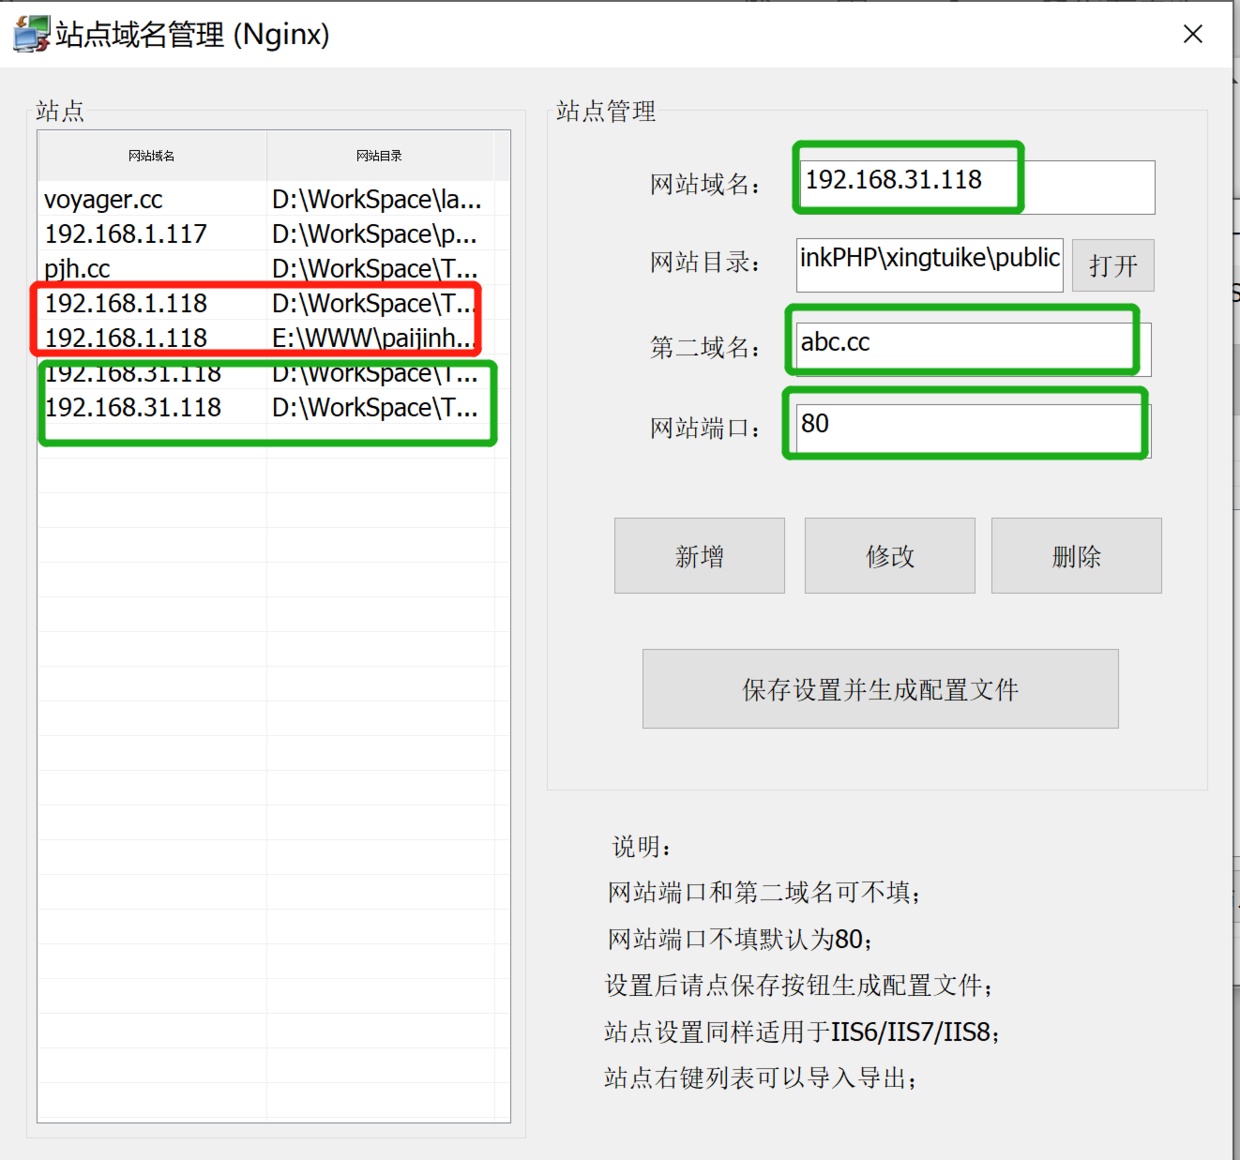 站点域名管理 (Nginx)
站点
网站域名 网站目录
voyager.cc D:\WorkSpace\la...
192.168.1.117 D:\WorkSpace\p...
pjh.cc D:\WorkSpace\T...
192.168.1.118 D:\WorkSpace\T...
192.168.1.118 E:\WWW\paijinh...
192.168.31.118 D:\WorkSpace\T...
192.168.31.118 D:\WorkSpace\T...
站点管理
网站域名： 192.168.31.118
网站目录： inkPHP\xingtuike\public 打开
第二域名： abc.cc
网站端口： 80
新增 修改 删除
保存设置并生成配置文件
说明：
网站端口和第二域名可不填；
网站端口不填默认为80；
设置后请点保存按钮生成配置文件；
站点设置同样适用于IIS6/IIS7/IIS8；
站点右键列表可以导入导出；